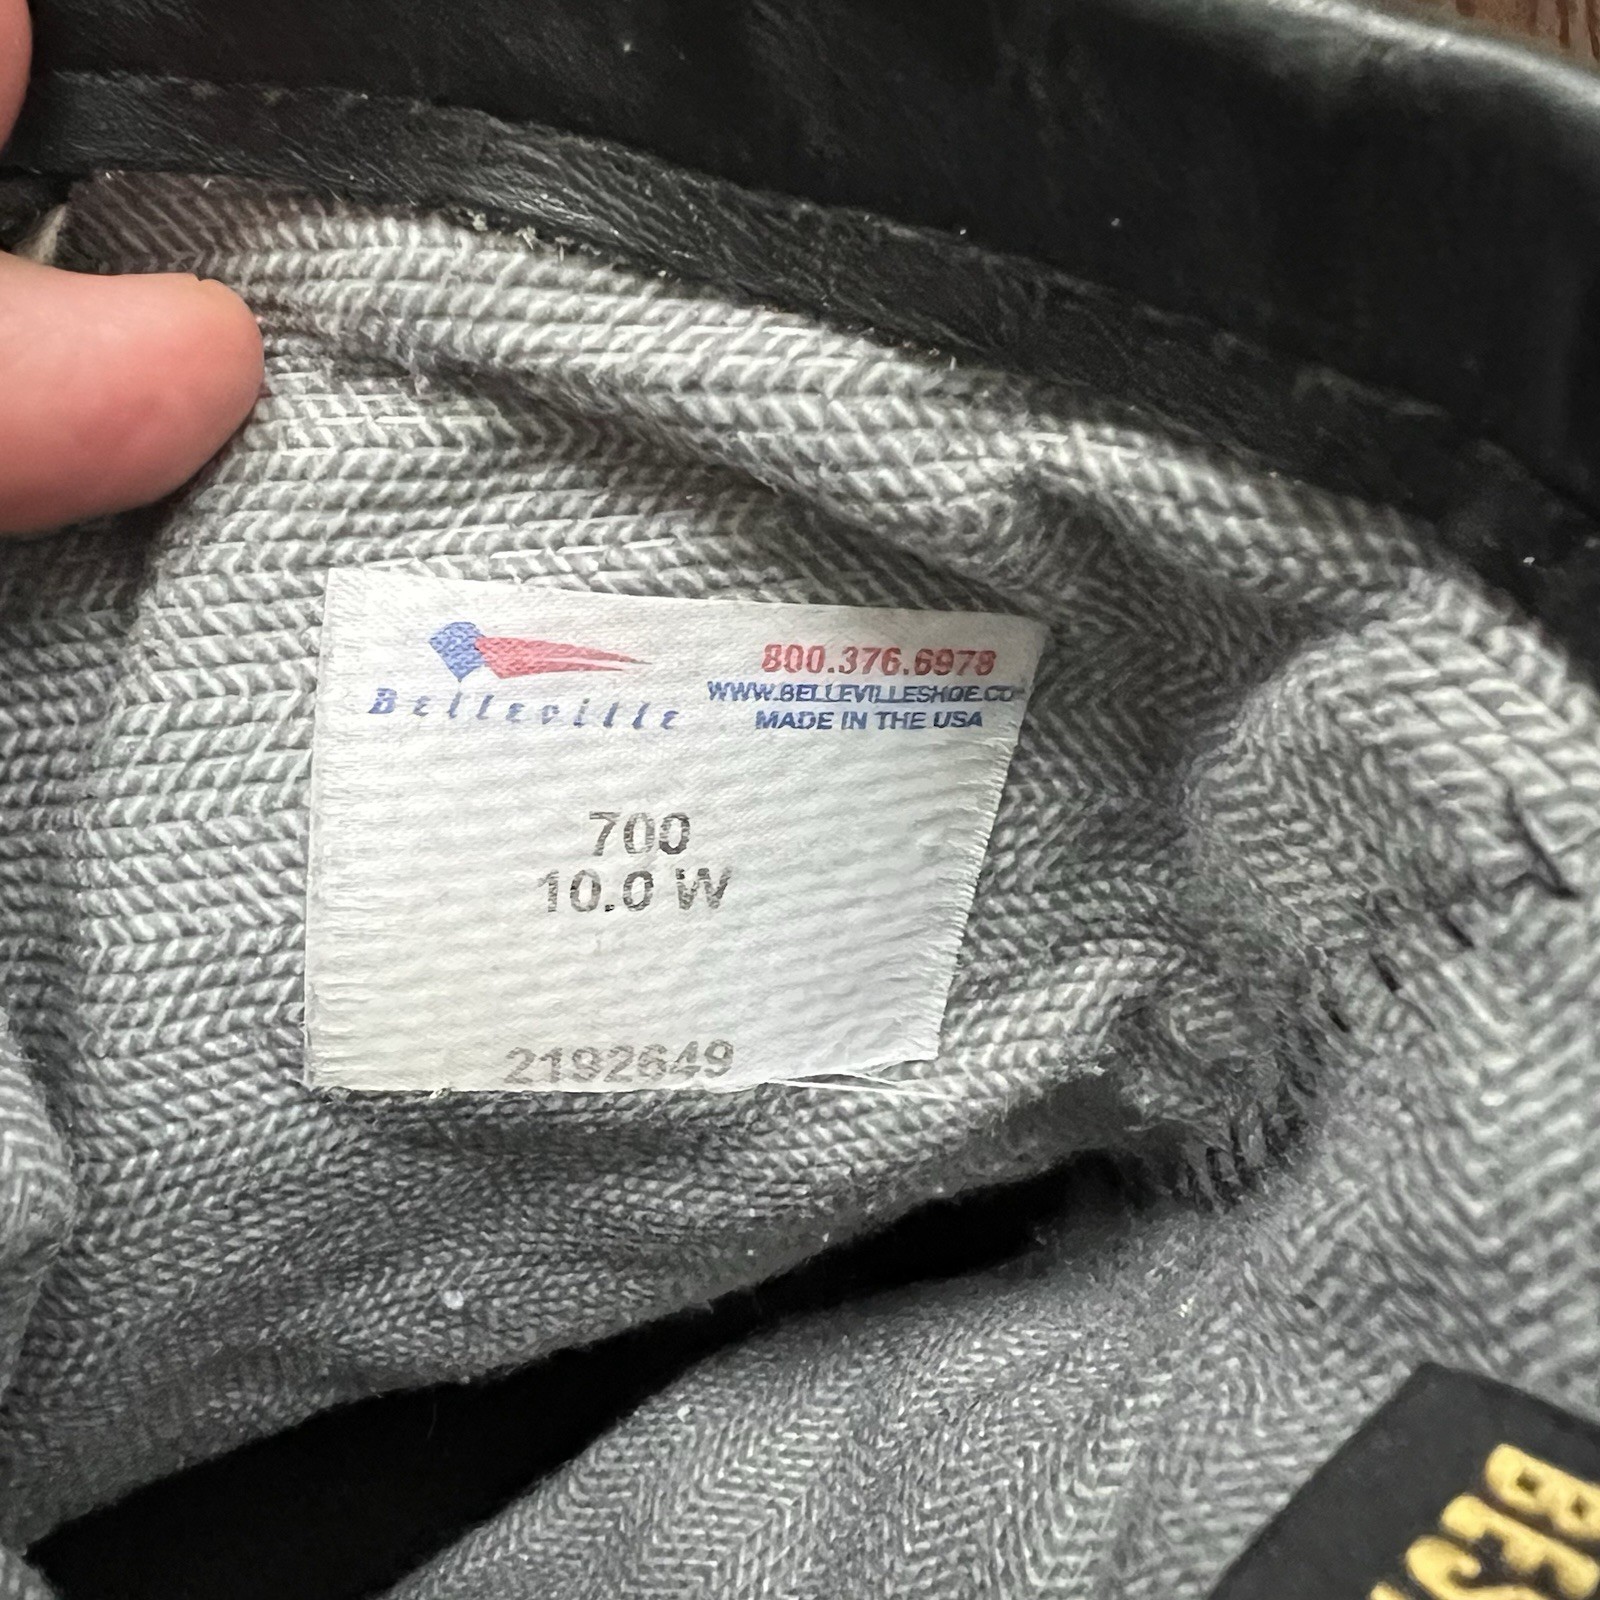 Belleville
800.376.6978
WWW.BELLEVILLESHOE.CO
MADE IN THE USA
700
10.0 W
2192649